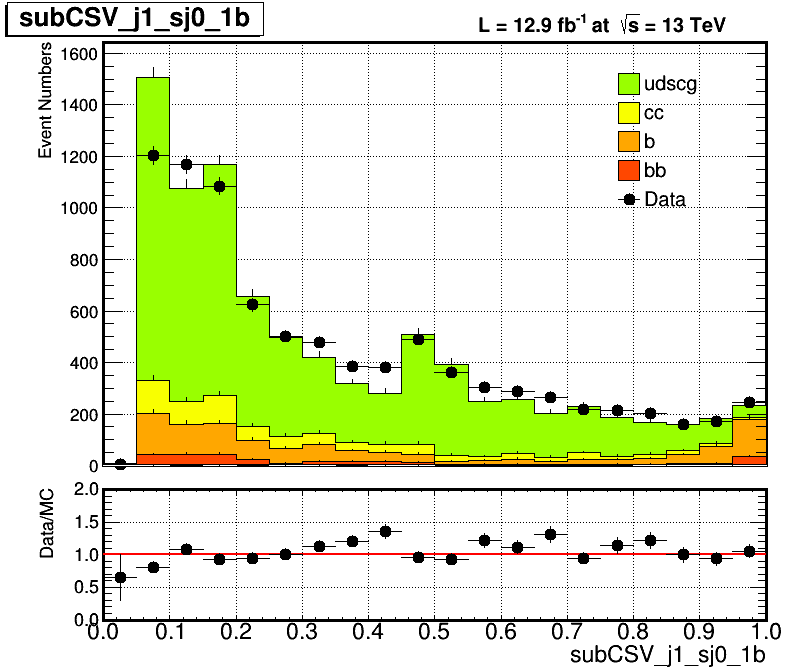 subCSV_j1_sj0_1b
L = 12.9 fb⁻¹ at √s = 13 TeV
Event Numbers
1600
1400
1200
1000
800
600
400
200
0
udscg
cc
b
bb
Data
Data/MC
2.0
1.5
1.0
0.5
0.0
0.0 0.1 0.2 0.3 0.4 0.5 0.6 0.7 0.8 0.9 1.0
subCSV_j1_sj0_1b